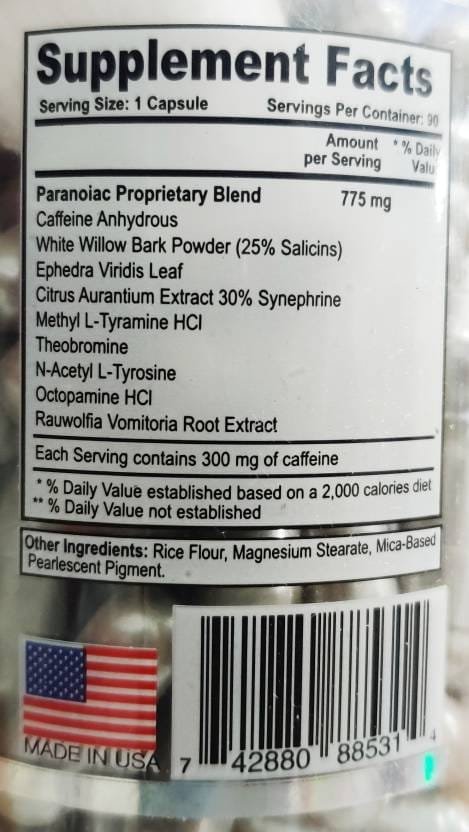 Supplement Facts
Serving Size: 1 Capsule Servings Per Container: 90
Amount * % Daily
per Serving Valu
Paranoiac Proprietary Blend 775 mg
Caffeine Anhydrous
White Willow Bark Powder (25% Salicins)
Ephedra Viridis Leaf
Citrus Aurantium Extract 30% Synephrine
Methyl L-Tyramine HCl
Theobromine
N-Acetyl L-Tyrosine
Octopamine HCl
Rauwolfia Vomitoria Root Extract
Each Serving contains 300 mg of caffeine
* % Daily Value established based on a 2,000 calories diet
** % Daily Value not established
Other Ingredients: Rice Flour, Magnesium Stearate, Mica-Based
Pearlescent Pigment.
MADE IN USA
7 42880 88531 4